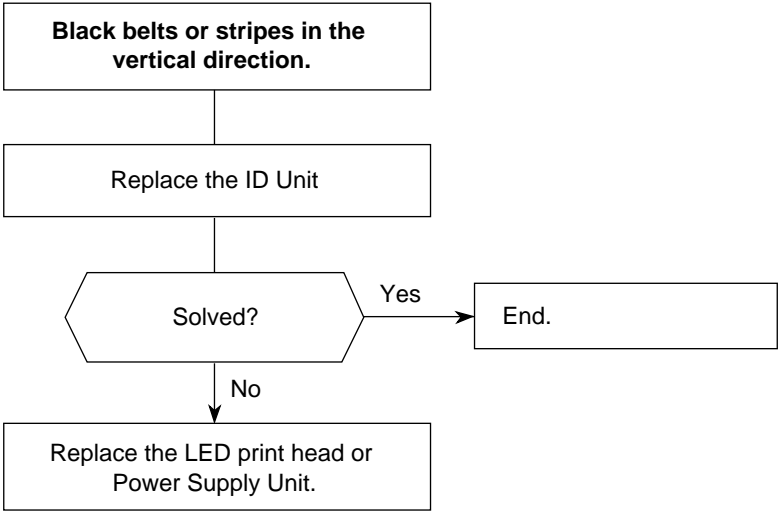 Black belts or stripes in the
vertical direction.
Replace the ID Unit
Solved?
Yes
End.
No
Replace the LED print head or
Power Supply Unit.